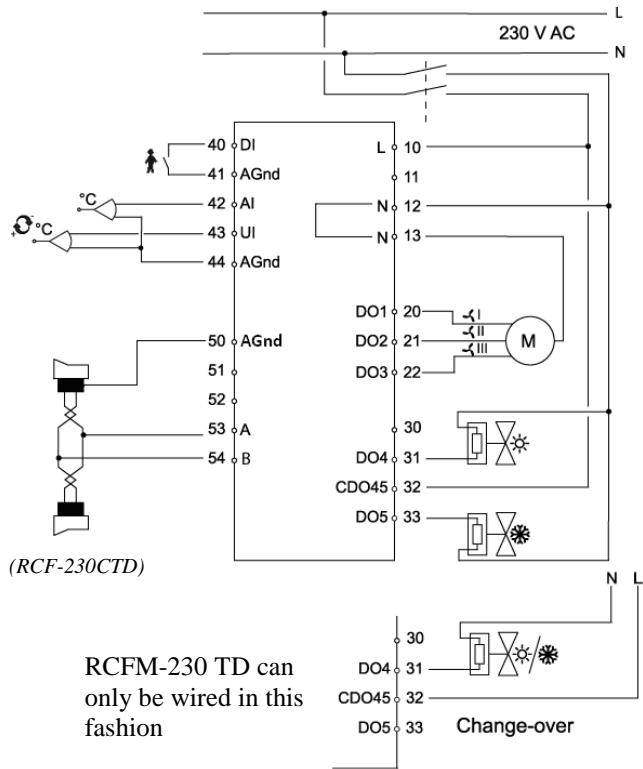 L
230 V AC
N
40 DI
41 AGnd
42 AI
43 UI
44 AGnd
50 AGnd
51
52
53 A
54 B
°C
°C
L 10
11
N 12
N 13
DO1 20
DO2 21
DO3 22
I
II
III
M
30
DO4 31
CDO45 32
DO5 33
(RCF-230CTD)
N L
RCFM-230 TD can
only be wired in this
fashion
30
DO4 31
CDO45 32
DO5 33
Change-over